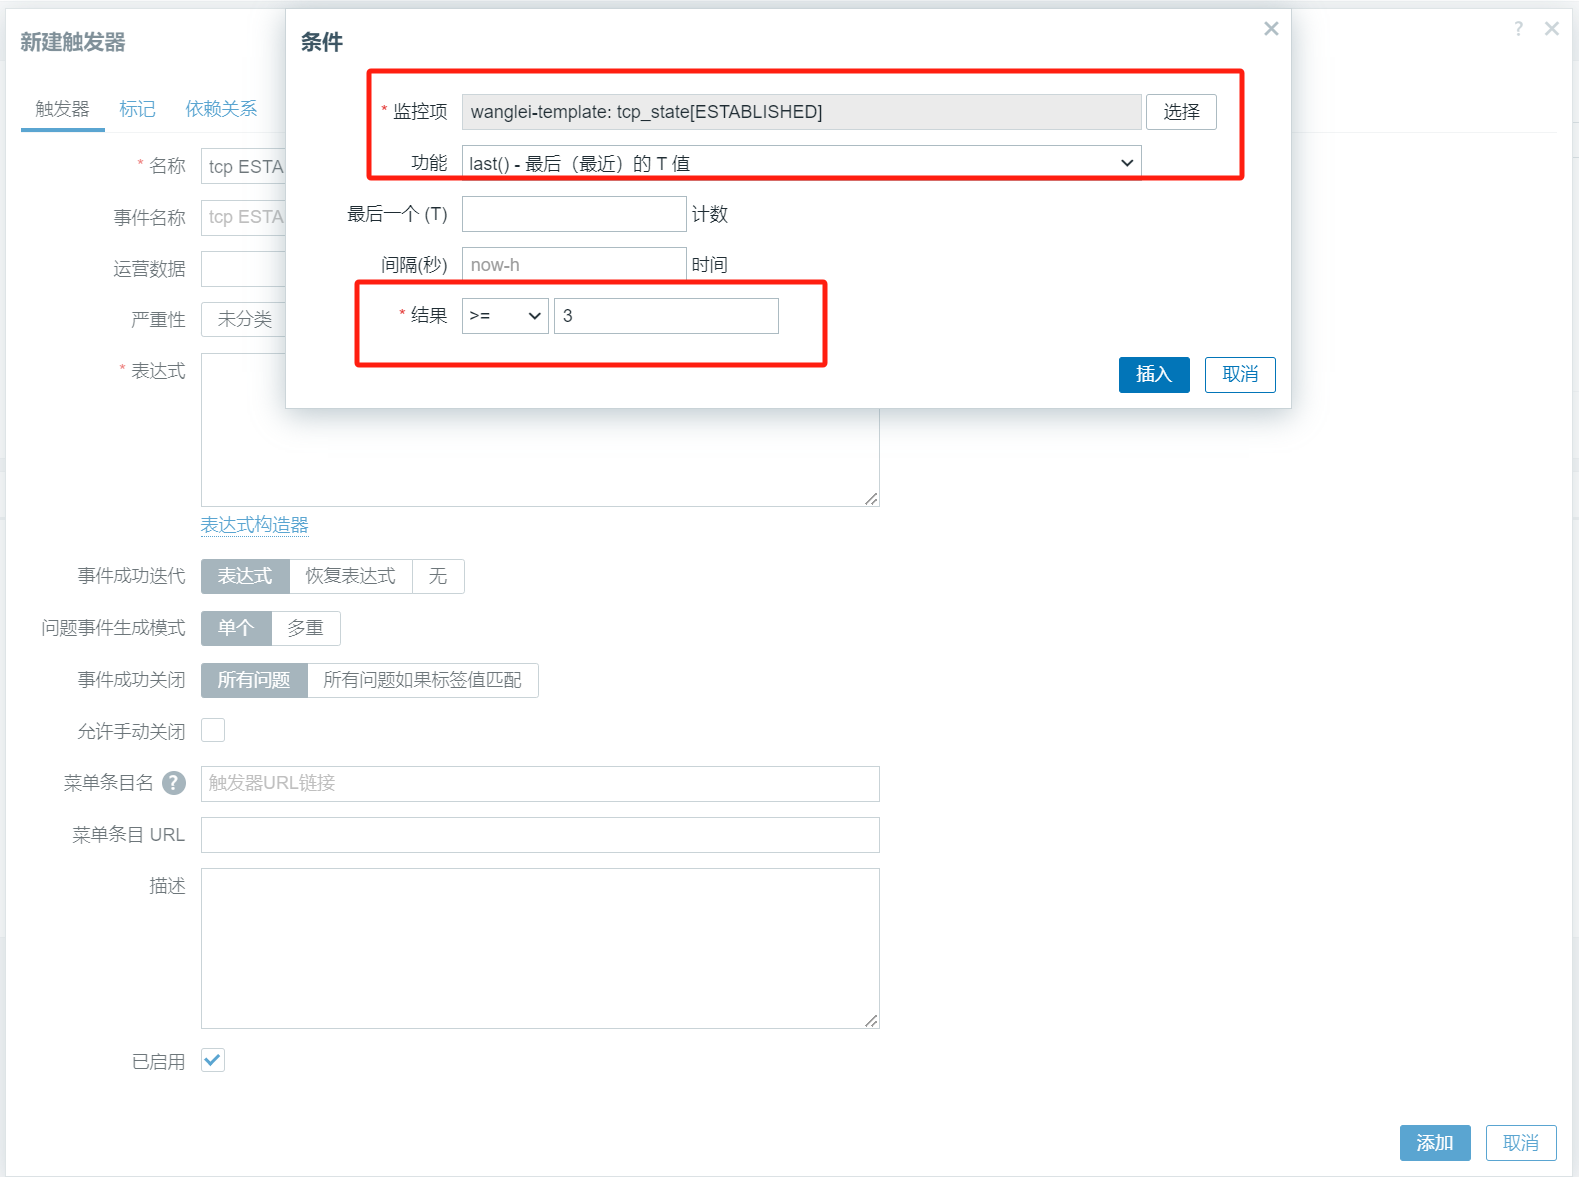 新建触发器
触发器 标记 依赖关系
* 名称 tcp ESTA
事件名称 tcp ESTA
运营数据
严重性 未分类
* 表达式
条件
* 监控项 wanglei-template: tcp_state[ESTABLISHED] 选择
功能 last() - 最后（最近）的 T 值
最后一个 (T) 计数
间隔(秒) now-h 时间
* 结果 >= 3
插入 取消
表达式构造器
事件成功迭代 表达式 恢复表达式 无
问题事件生成模式 单个 多重
事件成功关闭 所有问题 所有问题如果标签值匹配
允许手动关闭
菜单条目名 ? 触发器URL链接
菜单条目 URL
描述
已启用
添加 取消